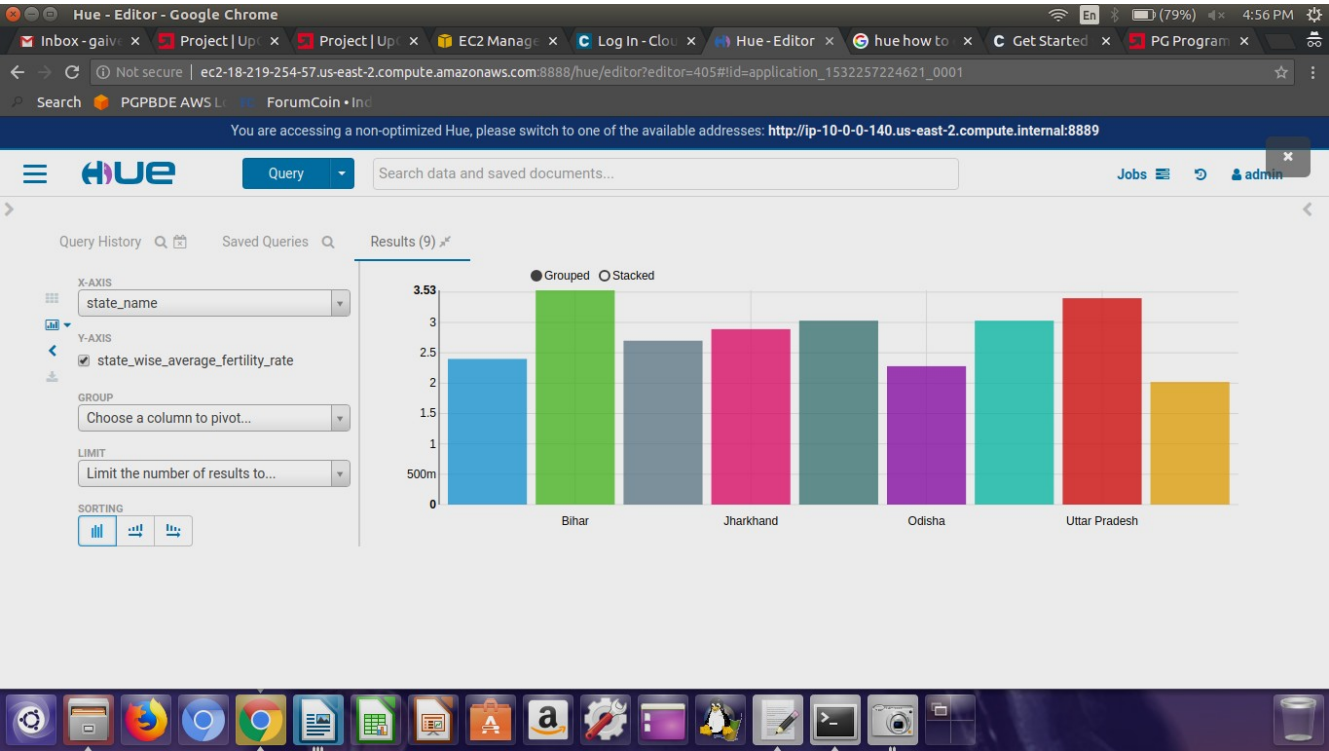 Hue - Editor - Google Chrome
En
(79%)
4:56 PM
Inbox - gaive
Project | UpG
Project | UpG
EC2 Manage
Log In - Clou
Hue - Editor
hue how to
Get Started
PG Program
Not secure | ec2-18-219-254-57.us-east-2.compute.amazonaws.com:8888/hue/editor?editor=405#!id=application_1532257224621_0001
Search
PGPBDE AWS L
ForumCoin • Ind
You are accessing a non-optimized Hue, please switch to one of the available addresses: http://ip-10-0-0-140.us-east-2.compute.internal:8889
HUE
Query
Search data and saved documents...
Jobs
admin
Query History
Saved Queries
Results (9)
X-AXIS
state_name
Y-AXIS
state_wise_average_fertility_rate
GROUP
Choose a column to pivot...
LIMIT
Limit the number of results to...
SORTING
Grouped
Stacked
3.53
3
2.5
2
1.5
1
500m
0
Bihar
Jharkhand
Odisha
Uttar Pradesh